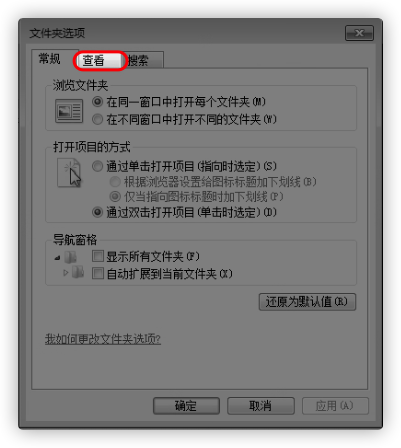 文件夹选项
常规 查看 搜索
浏览文件夹
在同一窗口中打开每个文件夹(M)
在不同窗口中打开不同的文件夹(W)
打开项目的方式
通过单击打开项目(指向时选定)(S)
根据浏览器设置给图标标题加下划线(B)
仅当指向图标标题时加下划线(P)
通过双击打开项目(单击时选定)(D)
导航窗格
显示所有文件夹(F)
自动扩展到当前文件夹(X)
还原为默认值(R)
我如何更改文件夹选项?
确定 取消 应用(A)